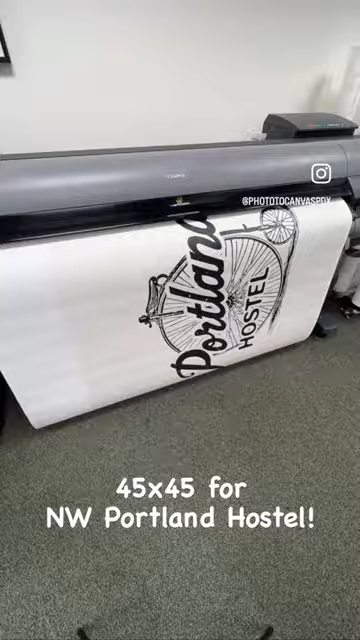 @PHOTOTOCANVASPDX
Portland
HOSTEL
45x45 for
NW Portland Hostel!